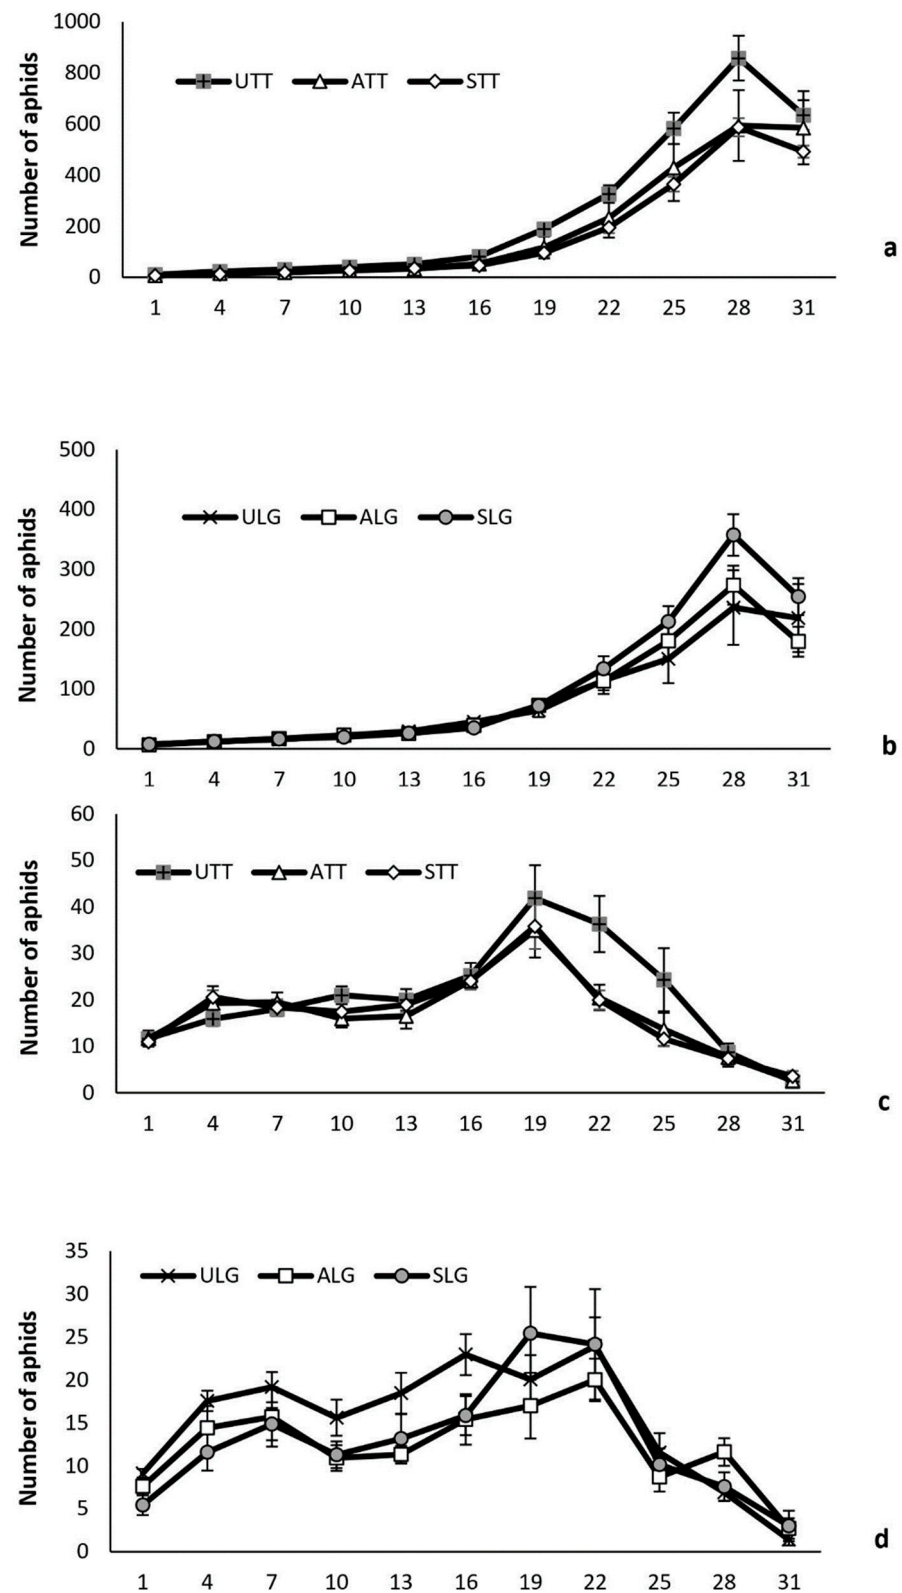 1000
800
600
400
200
0
Number of aphids
UTT ATT STT
a
1 4 7 10 13 16 19 22 25 28 31
500
400
300
200
100
0
Number of aphids
ULG ALG SLG
b
1 4 7 10 13 16 19 22 25 28 31
60
50
40
30
20
10
0
Number of aphids
UTT ATT STT
c
1 4 7 10 13 16 19 22 25 28 31
35
30
25
20
15
10
5
0
Number of aphids
ULG ALG SLG
d
1 4 7 10 13 16 19 22 25 28 31